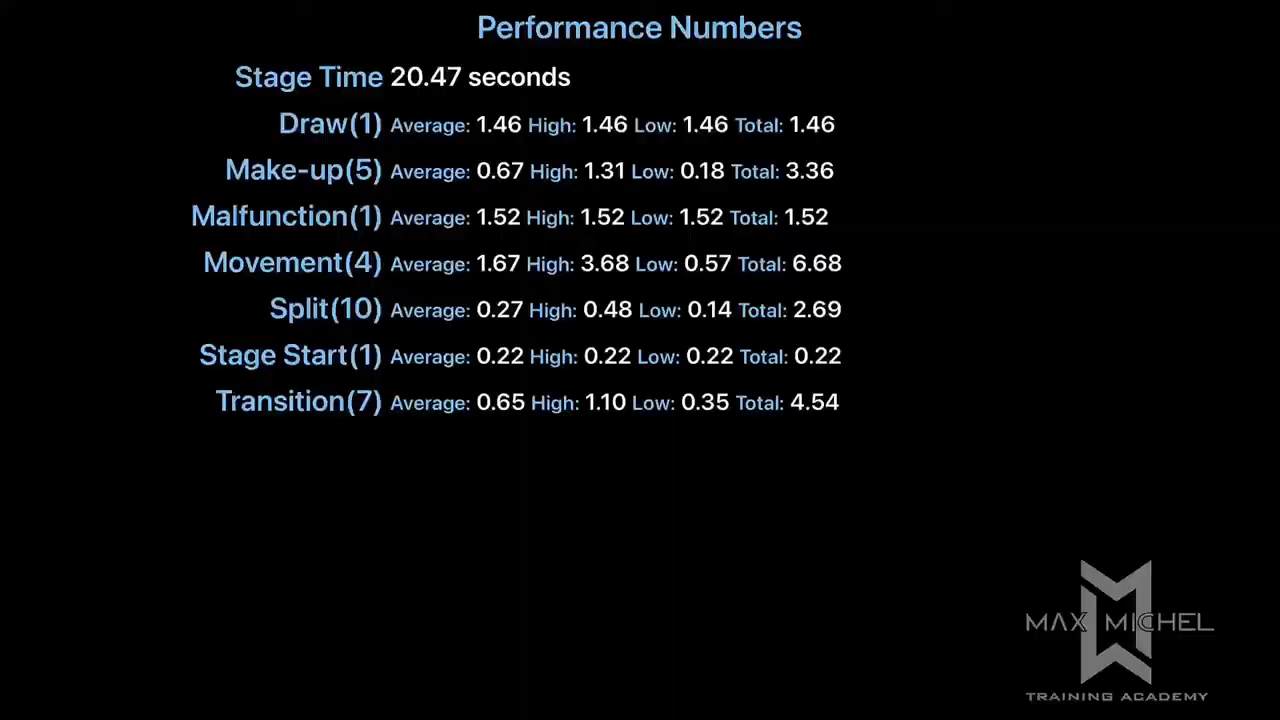 Performance Numbers
Stage Time 20.47 seconds
Draw(1) Average: 1.46 High: 1.46 Low: 1.46 Total: 1.46
Make-up(5) Average: 0.67 High: 1.31 Low: 0.18 Total: 3.36
Malfunction(1) Average: 1.52 High: 1.52 Low: 1.52 Total: 1.52
Movement(4) Average: 1.67 High: 3.68 Low: 0.57 Total: 6.68
Split(10) Average: 0.27 High: 0.48 Low: 0.14 Total: 2.69
Stage Start(1) Average: 0.22 High: 0.22 Low: 0.22 Total: 0.22
Transition(7) Average: 0.65 High: 1.10 Low: 0.35 Total: 4.54
MAX MICHEL
TRAINING ACADEMY